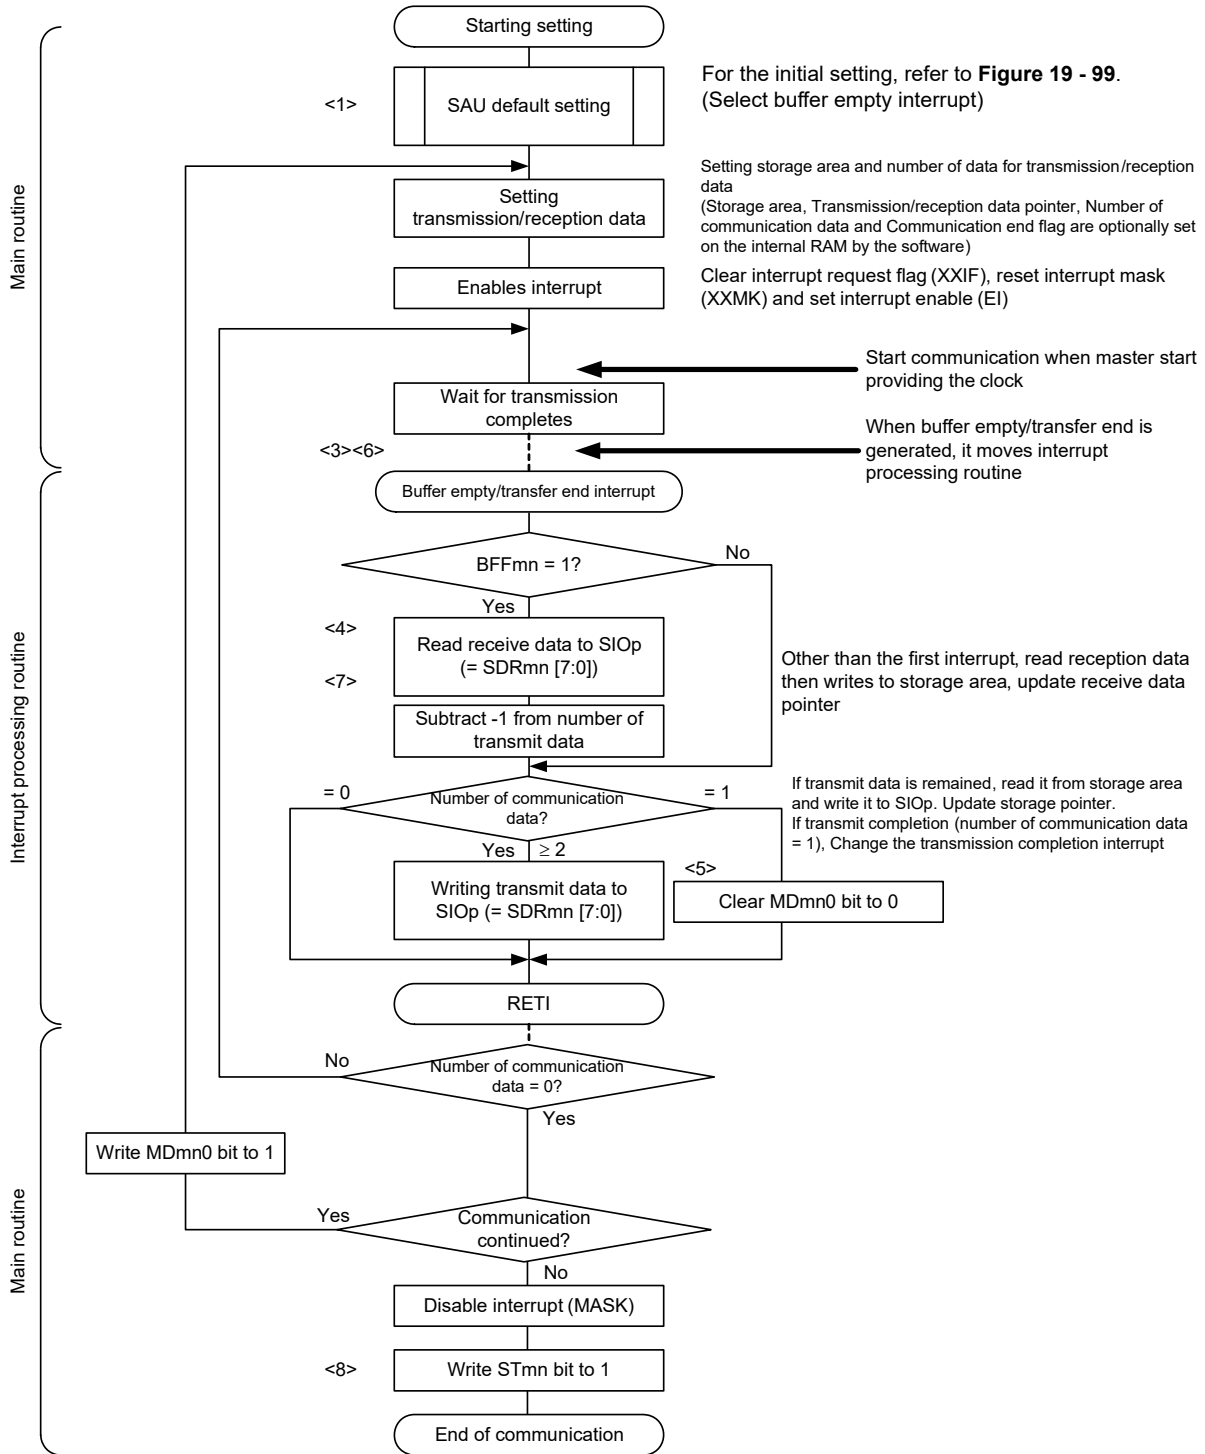 Starting setting
<1>
SAU default setting
For the initial setting, refer to Figure 19 - 99.
(Select buffer empty interrupt)
Main routine
Setting
transmission/reception data
Setting storage area and number of data for transmission/reception
data
(Storage area, Transmission/reception data pointer, Number of
communication data and Communication end flag are optionally set
on the internal RAM by the software)
Enables interrupt
Clear interrupt request flag (XXIF), reset interrupt mask
(XXMK) and set interrupt enable (EI)
Start communication when master start
providing the clock
Wait for transmission
completes
<3><6>
When buffer empty/transfer end is
generated, it moves interrupt
processing routine
Interrupt processing routine
Buffer empty/transfer end interrupt
BFFmn = 1?
No
Yes
<4>
Read receive data to SIOp
(= SDRmn [7:0])
<7>
Other than the first interrupt, read reception data
then writes to storage area, update receive data
pointer
Subtract -1 from number of
transmit data
= 0
Number of communication
data?
= 1
If transmit data is remained, read it from storage area
and write it to SIOp. Update storage pointer.
If transmit completion (number of communication data
= 1), Change the transmission completion interrupt
Yes ≥ 2
<5>
Writing transmit data to
SIOp (= SDRmn [7:0])
Clear MDmn0 bit to 0
RETI
Main routine
No
Number of communication
data = 0?
Yes
Write MDmn0 bit to 1
Yes
Communication
continued?
No
Disable interrupt (MASK)
<8>
Write STmn bit to 1
End of communication